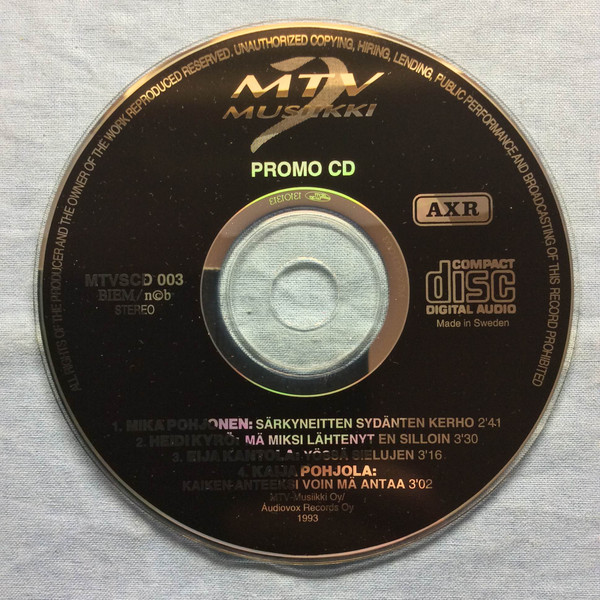 ALL RIGHTS OF THE PRODUCER AND THE OWNER OF THE WORK REPRODUCED RESERVED. UNAUTHORIZED COPYING, HIRING, LENDING, PUBLIC PERFORMANCE AND BROADCASTING OF THIS RECORD PROHIBITED
MTV
3
MUSIIKKI
PROMO CD
AXR
MTVSCD 003
BIEM/n©b
STEREO
COMPACT
disc
DIGITAL AUDIO
Made in Sweden
1. MIKA POHJONEN: SÄRKYNEITTEN SYDÄNTEN KERHO 2'41
2. HEIDI KYRÖ: MÄ MIKSI LÄHTENYT EN SILLOIN 3'30
3. EIJA KANTOLA: YÖSSÄ SIELUJEN 3'16
4. KAIJA POHJOLA:
KAIKEN ANTEEKSI VOIN MÄ ANTAA 3'02
MTV-Musiikki Oy/
Audiovox Records Oy
1993